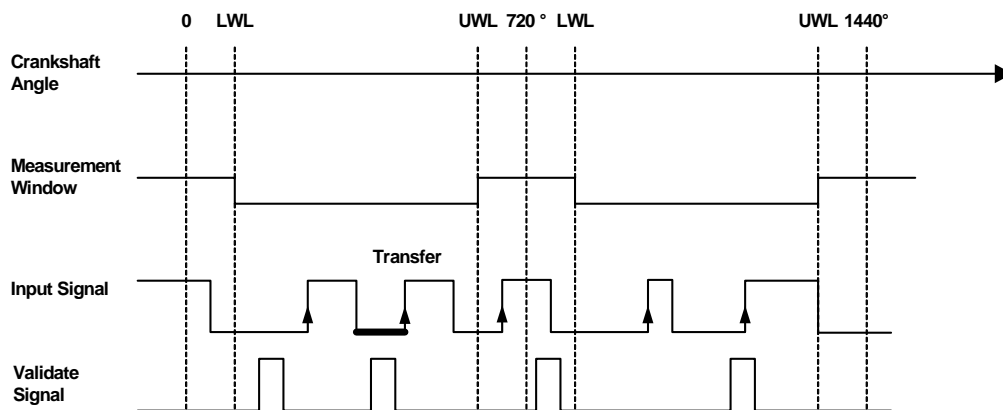 0 LWL UWL 720 ° LWL UWL 1440°
Crankshaft
Angle
Measurement
Window
Transfer
Input Signal
Validate
Signal